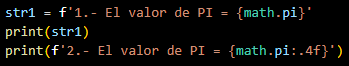 str1 = f'1.- El valor de PI = {math.pi}'
print(str1)
print(f'2.- El valor de PI = {math.pi:.4f}')